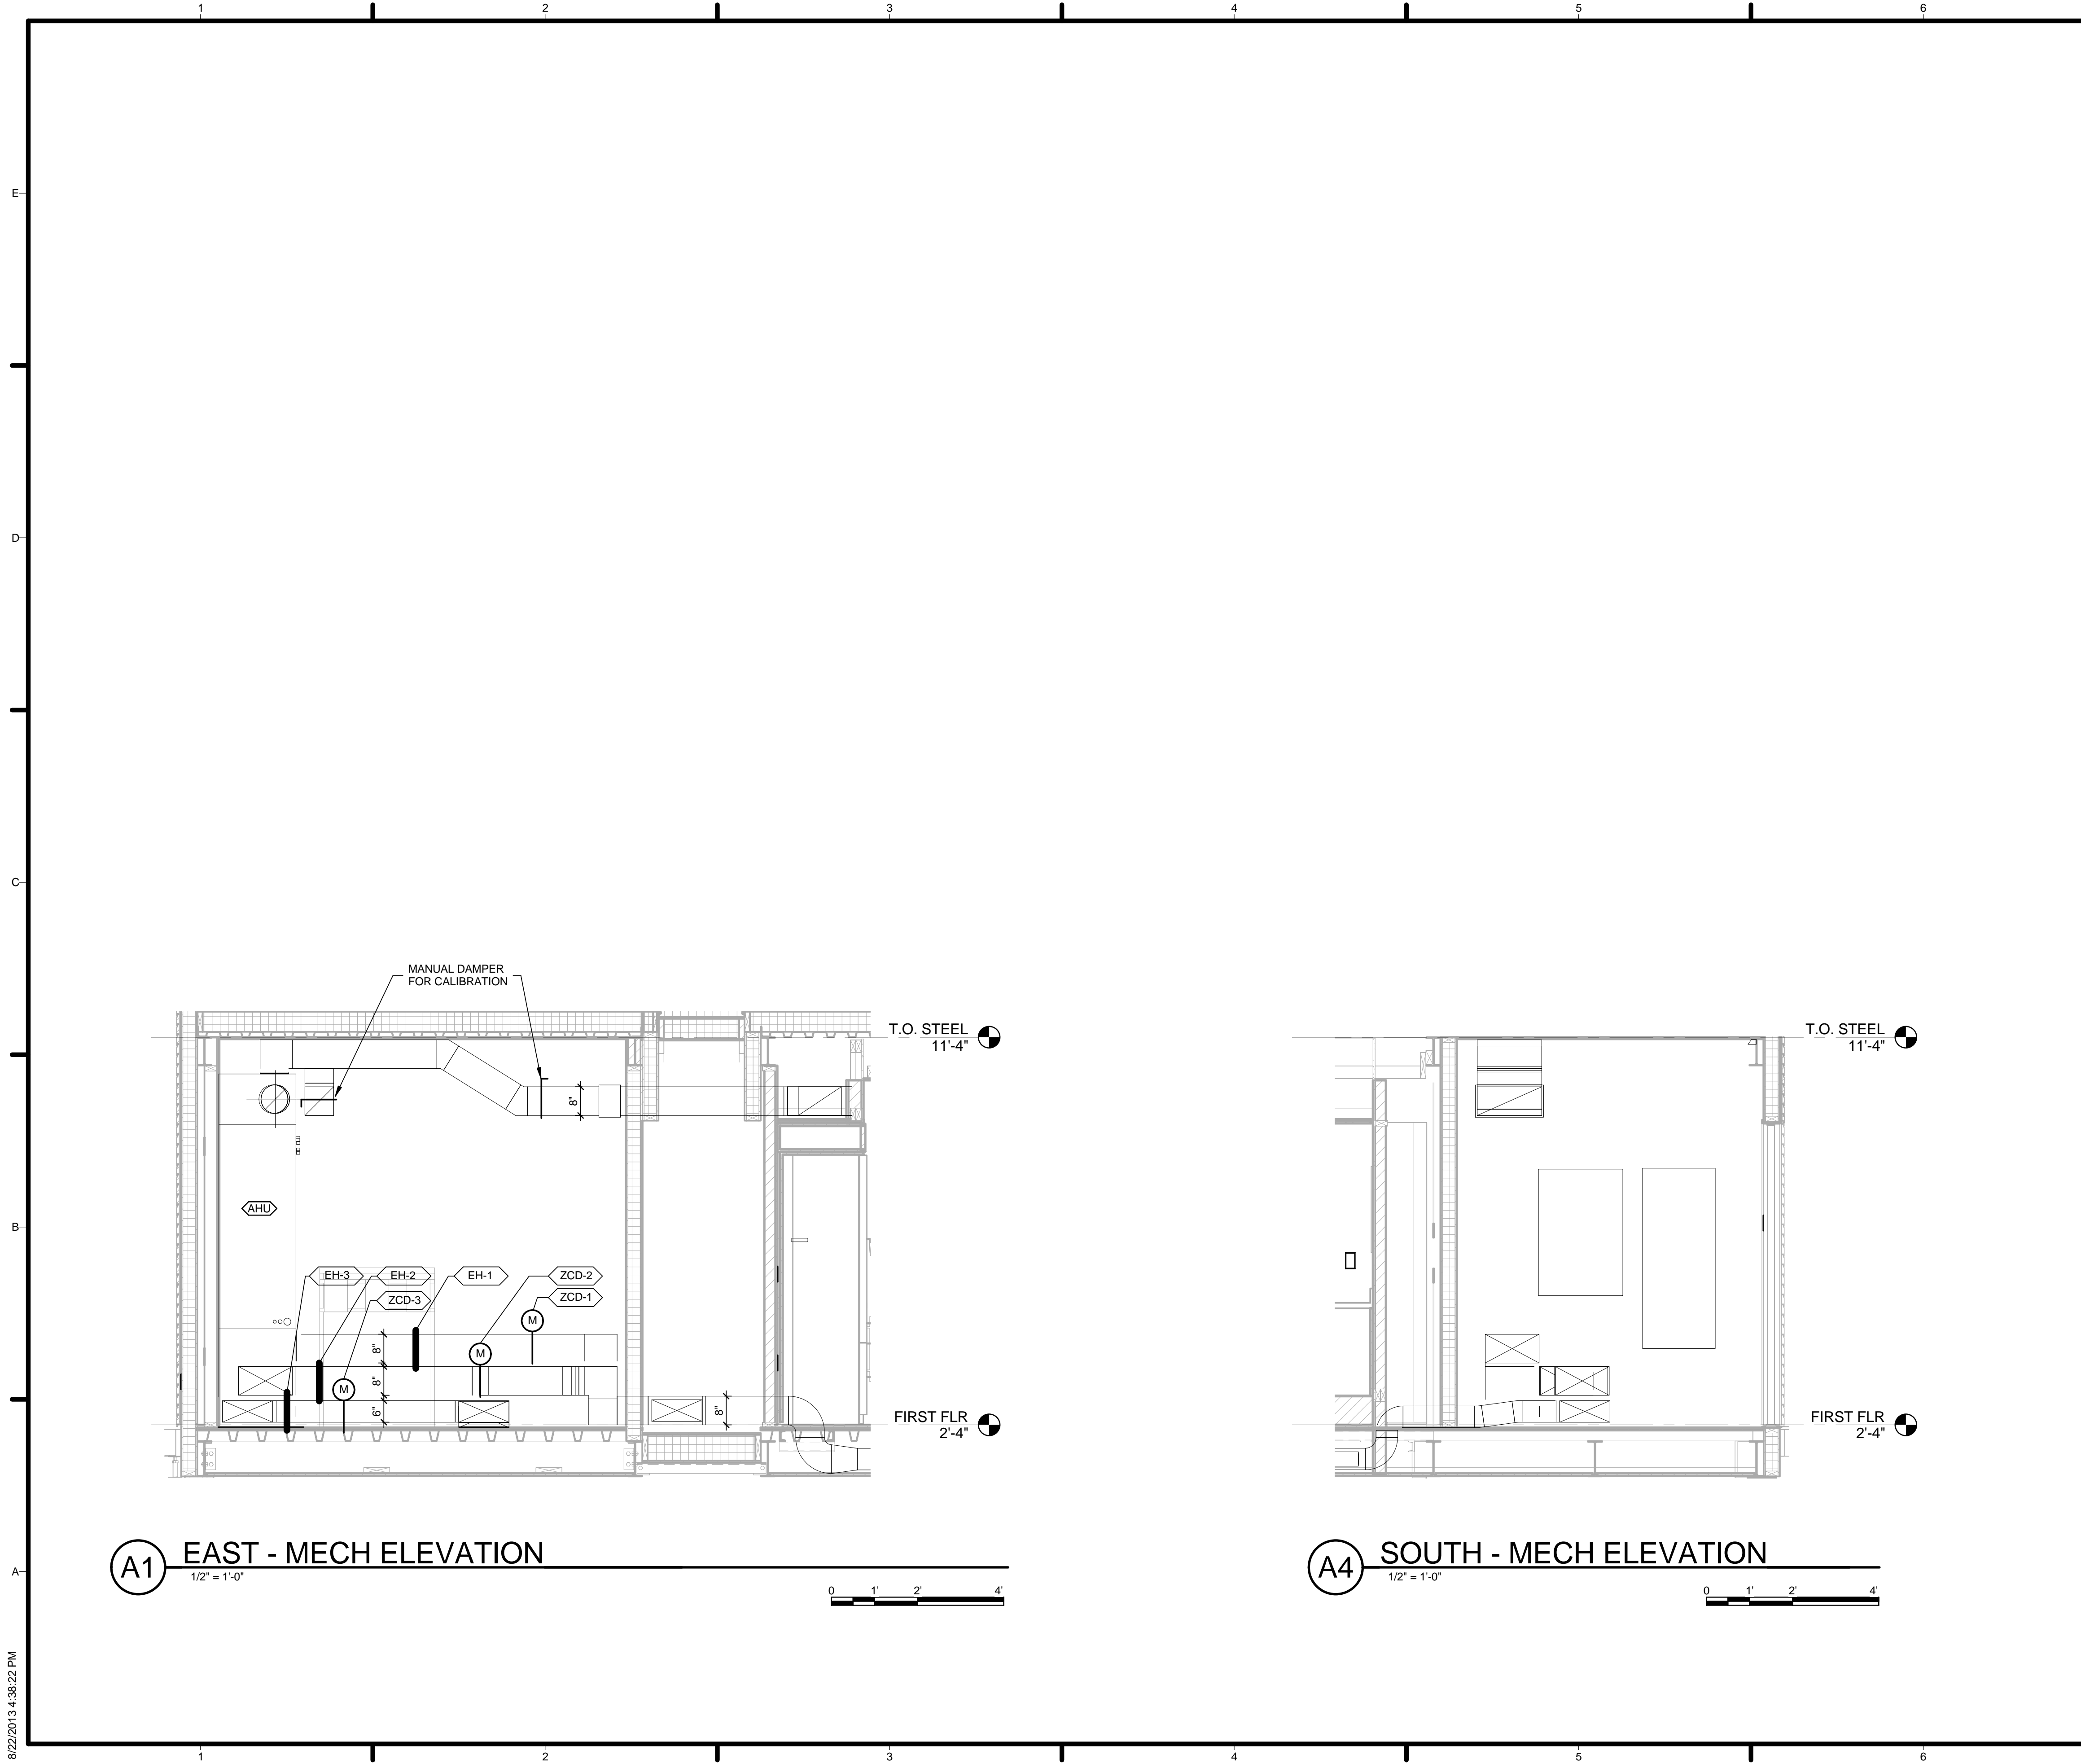 1 2 3 4 5 6
E
D
C
B
A
MANUAL DAMPER
FOR CALIBRATION
8"
T.O. STEEL
11'-4"
AHU
EH-3
EH-2
EH-1
ZCD-2
ZCD-3
ZCD-1
M
M
M
8"
8"
6"
8"
FIRST FLR
2'-4"
A1
EAST - MECH ELEVATION
1/2" = 1'-0"
0 1' 2' 4'
T.O. STEEL
11'-4"
FIRST FLR
2'-4"
A4
SOUTH - MECH ELEVATION
1/2" = 1'-0"
0 1' 2' 4'
8/22/2013 4:38:22 PM
1 2 3 4 5 6